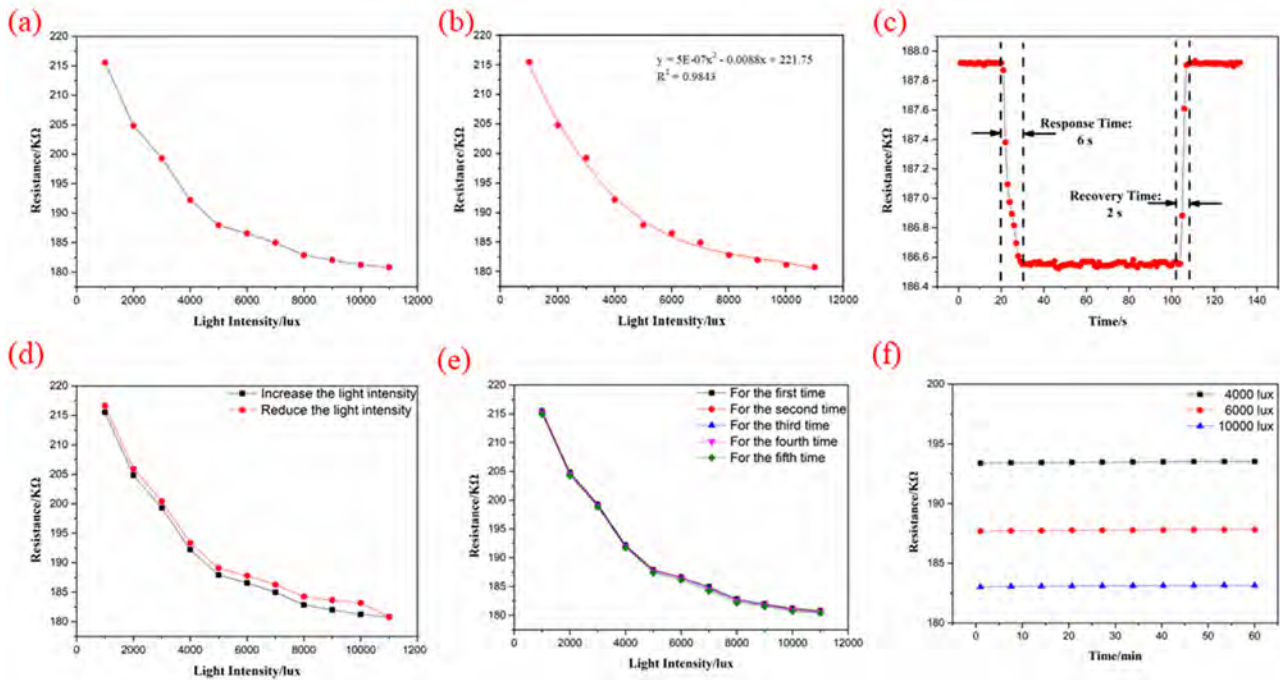 (a)
220
215
210
205
200
195
190
185
180
0 2000 4000 6000 8000 10000 12000
Resistance/KΩ
Light Intensity/lux
(b)
y = 5E-07x² - 0.0088x + 221.75
R² = 0.9843
220
215
210
205
200
195
190
185
180
0 2000 4000 6000 8000 10000 12000
Resistance/KΩ
Light Intensity/lux
(c)
188.0
187.8
187.6
187.4
187.2
187.0
186.8
186.6
186.4
0 20 40 60 80 100 120 140
Response Time:
6 s
Recovery Time:
2 s
Resistance/KΩ
Time/s
(d)
Increase the light intensity
Reduce the light intensity
220
215
210
205
200
195
190
185
180
0 2000 4000 6000 8000 10000 12000
Resistance/KΩ
Light Intensity/lux
(e)
For the first time
For the second time
For the third time
For the fourth time
For the fifth time
220
215
210
205
200
195
190
185
180
0 2000 4000 6000 8000 10000 12000
Resistance/KΩ
Light Intensity/lux
(f)
4000 lux
6000 lux
10000 lux
200
195
190
185
180
0 10 20 30 40 50 60
Resistance/KΩ
Time/min